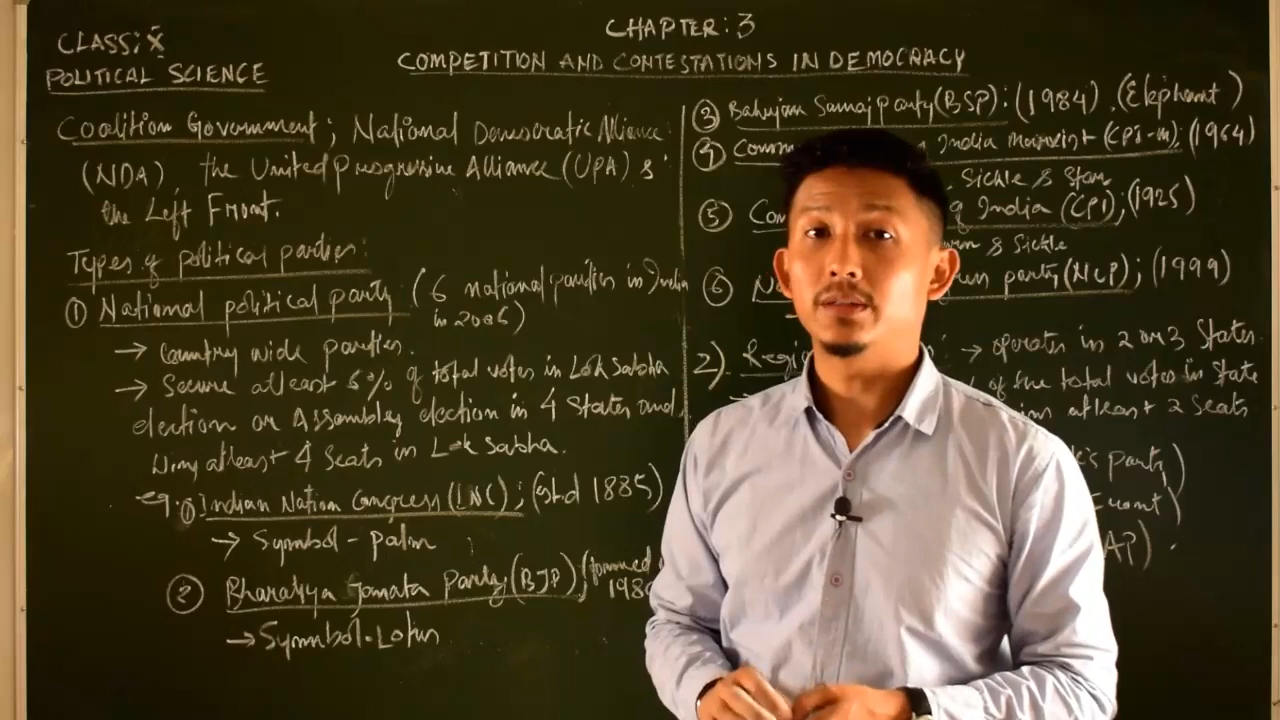 CLASS: X
POLITICAL SCIENCE
CHAPTER: 3
COMPETITION AND CONTESTATIONS IN DEMOCRACY
Coalition Government; National Democratic Alliance
(NDA), the United progressive Alliance (UPA) &
the Left Front.
Types of political parties:
① National political party: (6 national parties in India
in 2006)
→ Country wide parties.
→ Secure atleast 6% of total votes in Lok Sabha
election or Assembly election in 4 States and
wins atleast 4 Seats in Lok Sabha.
eg. ① Indian Nation Congress (INC); (estd 1885)
→ Symbol - palm
② Bharatiya Janata Party (BJP), (formed
→ Symbol - Lotus
③ Bahujan Samaj party (BSP): (1984). (Elephant)
④ India Marxist (CPI-M); (1964)
Sickle & Star
⑤ of India (CPI); (1925)
& Sickle
⑥ party (NCP); (1999)
2). → operates in 2 or 3 States.
of the total votes in State
atleast 2 Seats
party)
Front)